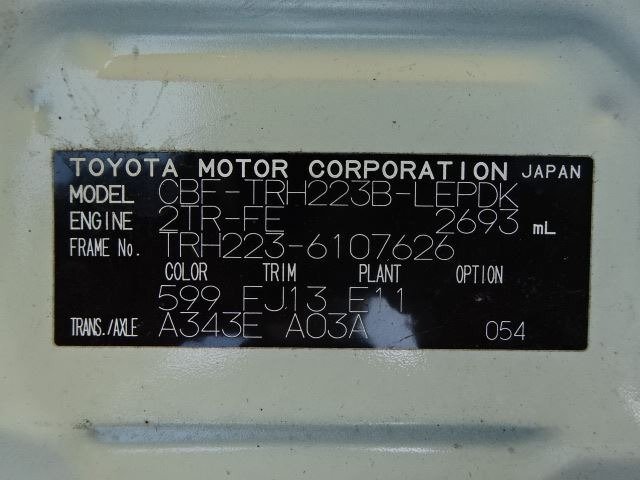 TOYOTA MOTOR CORPORATION JAPAN
MODEL CBF-TRH223B-LEPDK
ENGINE 2TR-FE 2693 mL
FRAME No. TRH223-6107626
COLOR TRIM PLANT OPTION
599 FJ13 E11
TRANS./AXLE A343E A03A 054